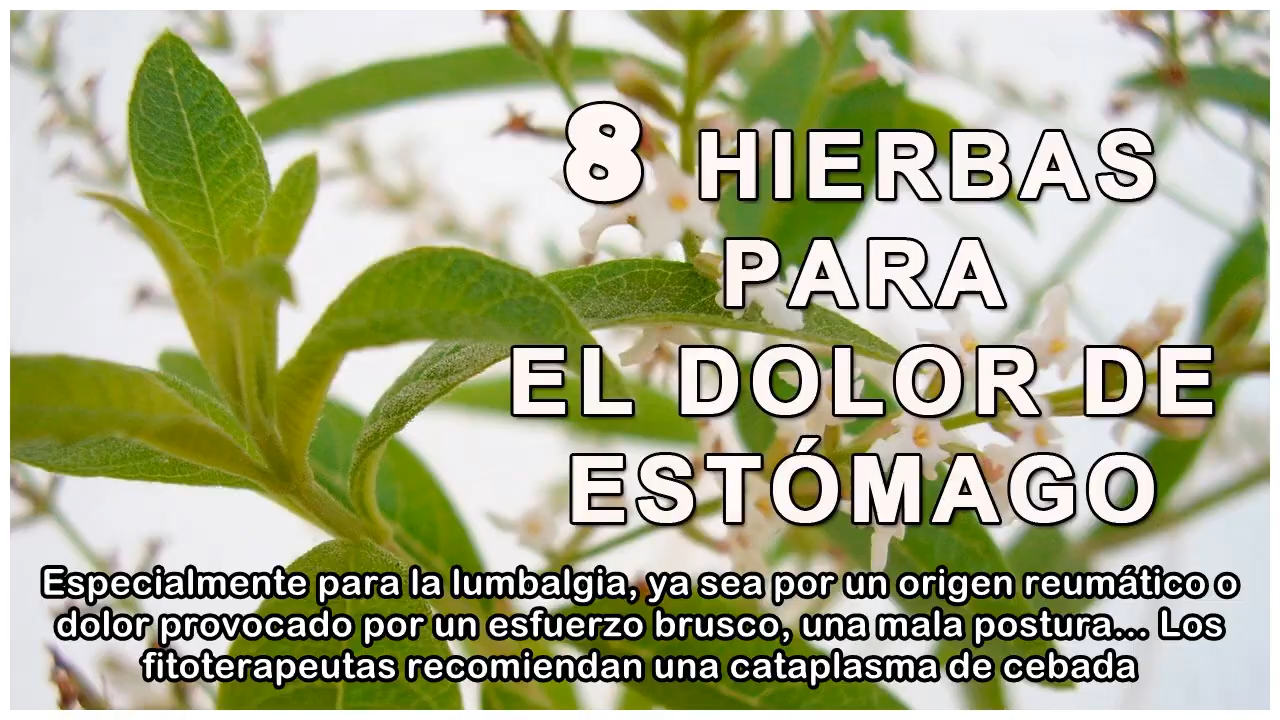 8 HIERBAS
PARA
EL DOLOR DE
ESTÓMAGO
Especialmente para la lumbalgia, ya sea por un origen reumático o
dolor provocado por un esfuerzo brusco, una mala postura... Los
fitoterapeutas recomiendan una cataplasma de cebada